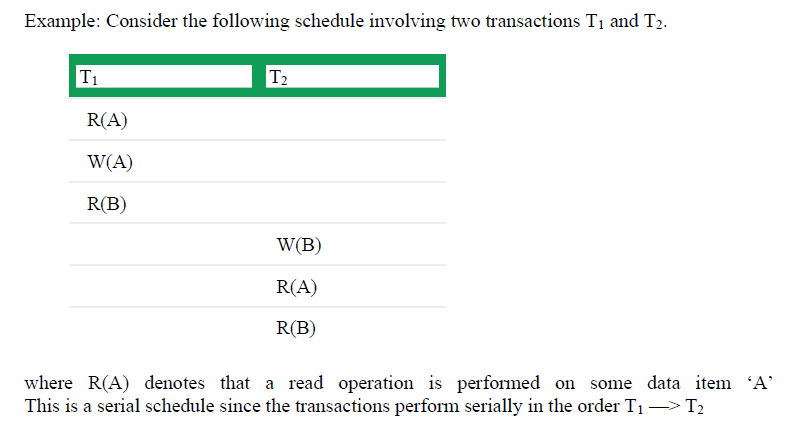 Example: Consider the following schedule involving two transactions T₁ and T₂.
T₁ T₂
R(A)
W(A)
R(B)
W(B)
R(A)
R(B)
where R(A) denotes that a read operation is performed on some data item ‘A’
This is a serial schedule since the transactions perform serially in the order T₁ —> T₂